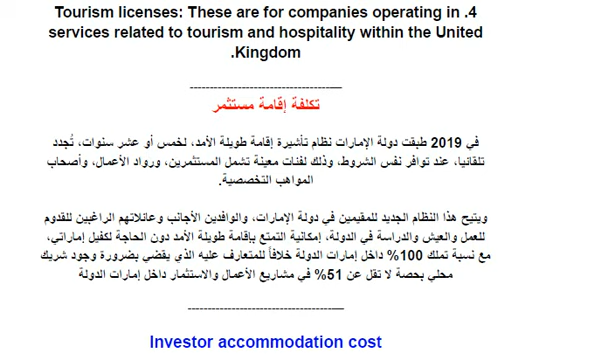 Tourism licenses: These are for companies operating in .4
services related to tourism and hospitality within the United
.Kingdom
تكلفة إقامة مستثمر
في 2019 طبقت دولة الإمارات نظام تأشيرة إقامة طويلة الأمد، لخمس أو عشر سنوات، تُجدد
تلقائيا، عند توافر نفس الشروط، وذلك لفئات معينة تشمل المستثمرين، ورواد الأعمال، وأصحاب
المواهب التخصصية.
ويتيح هذا النظام الجديد للمقيمين في دولة الإمارات، والوافدين الأجانب وعائلاتهم الراغبين للقدوم
للعمل والعيش والدراسة في الدولة، إمكانية التمتع بإقامة طويلة الأمد دون الحاجة لكفيل إماراتي،
مع نسبة تملك 100% داخل إمارات الدولة خلافاً للمتعارف عليه الذي يقضي بضرورة وجود شريك
محلي بحصة لا تقل عن 51% في مشاريع الأعمال والاستثمار داخل إمارات الدولة
Investor accommodation cost